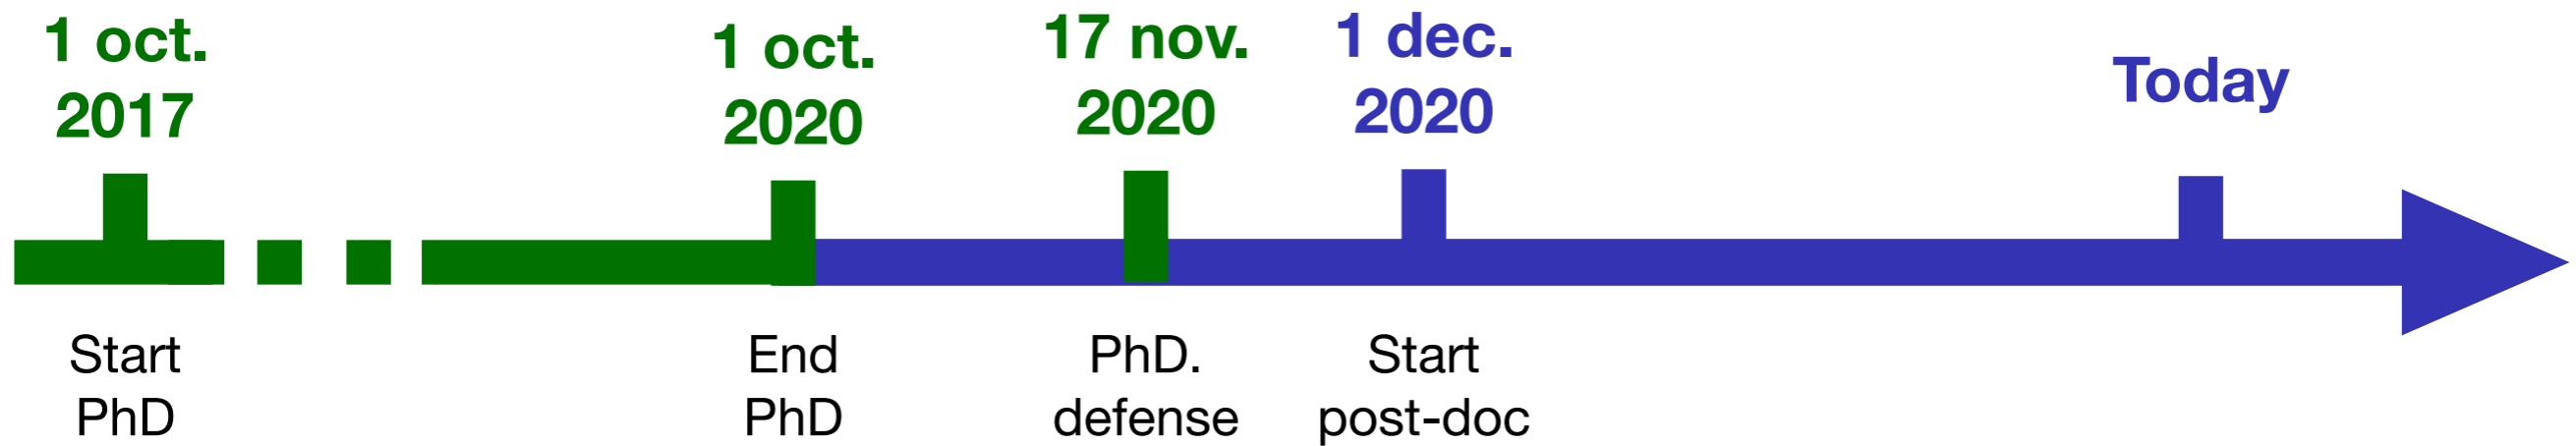 1 oct.
2017
1 oct.
2020
17 nov.
2020
1 dec.
2020
Today
Start
PhD
End
PhD
PhD.
defense
Start
post-doc